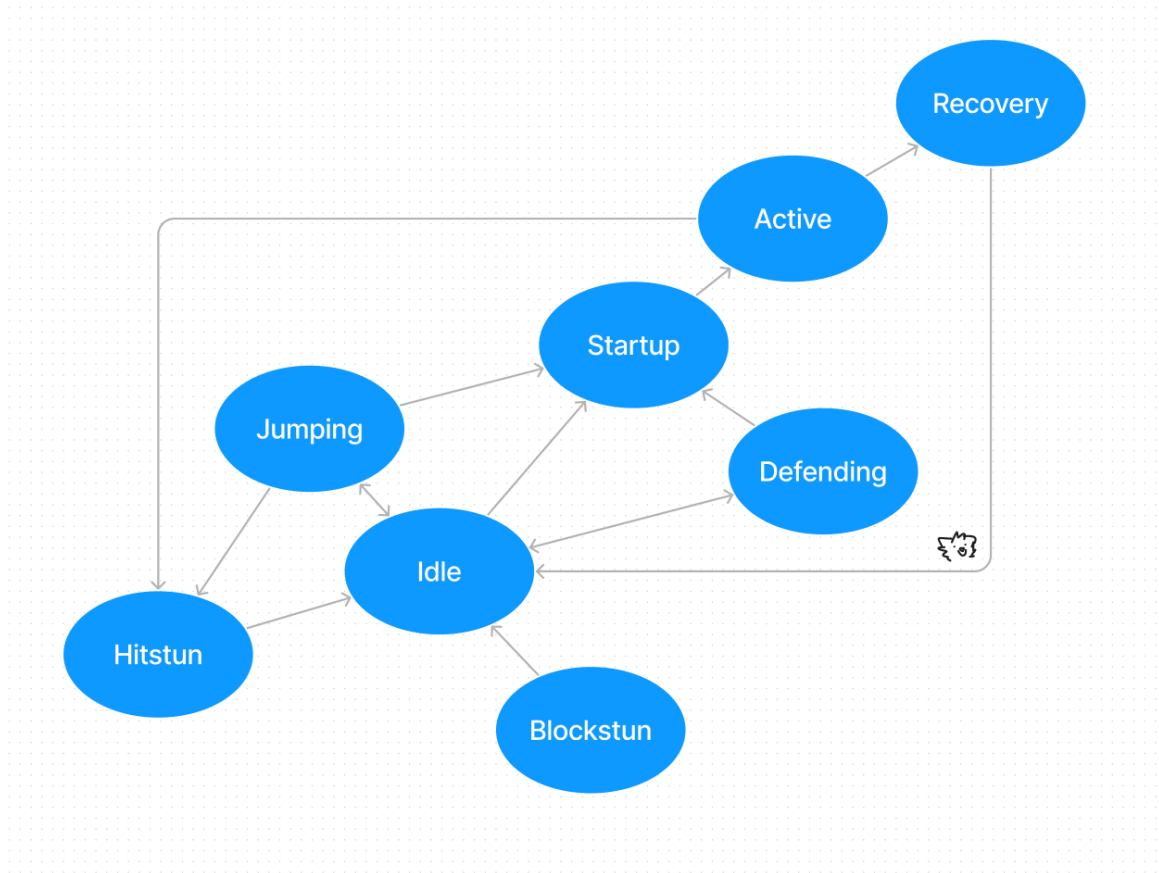 Recovery
Active
Startup
Jumping
Defending
Idle
Hitstun
Blockstun